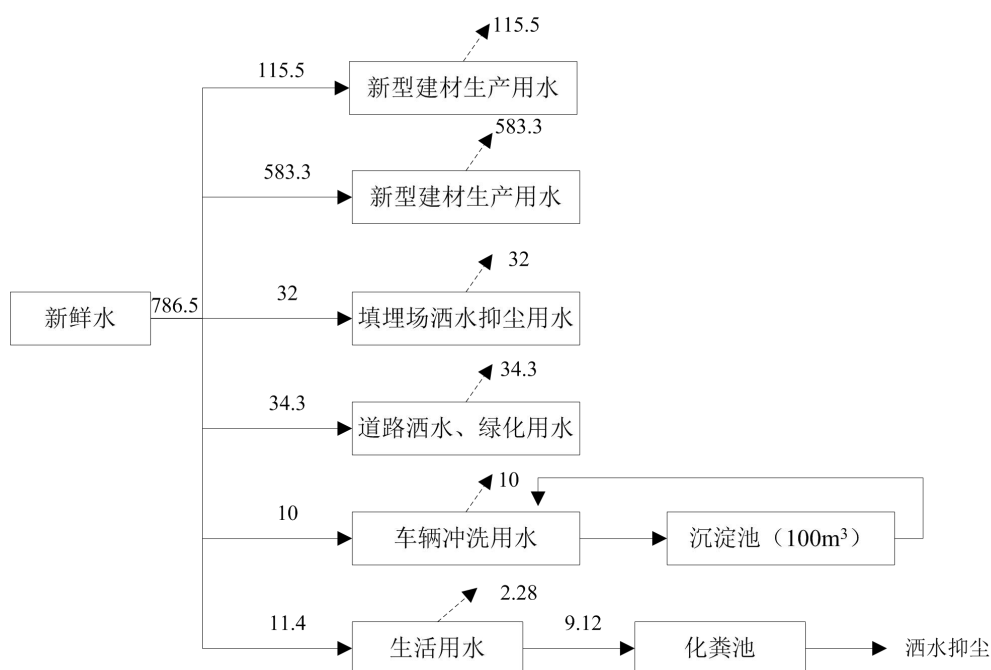 115.5
115.5
新型建材生产用水
583.3
583.3
新型建材生产用水
32
32
新鲜水
786.5
填埋场洒水抑尘用水
34.3
34.3
道路洒水、绿化用水
10
10
车辆冲洗用水
沉淀池（100m³）
2.28
11.4
9.12
生活用水
化粪池
洒水抑尘